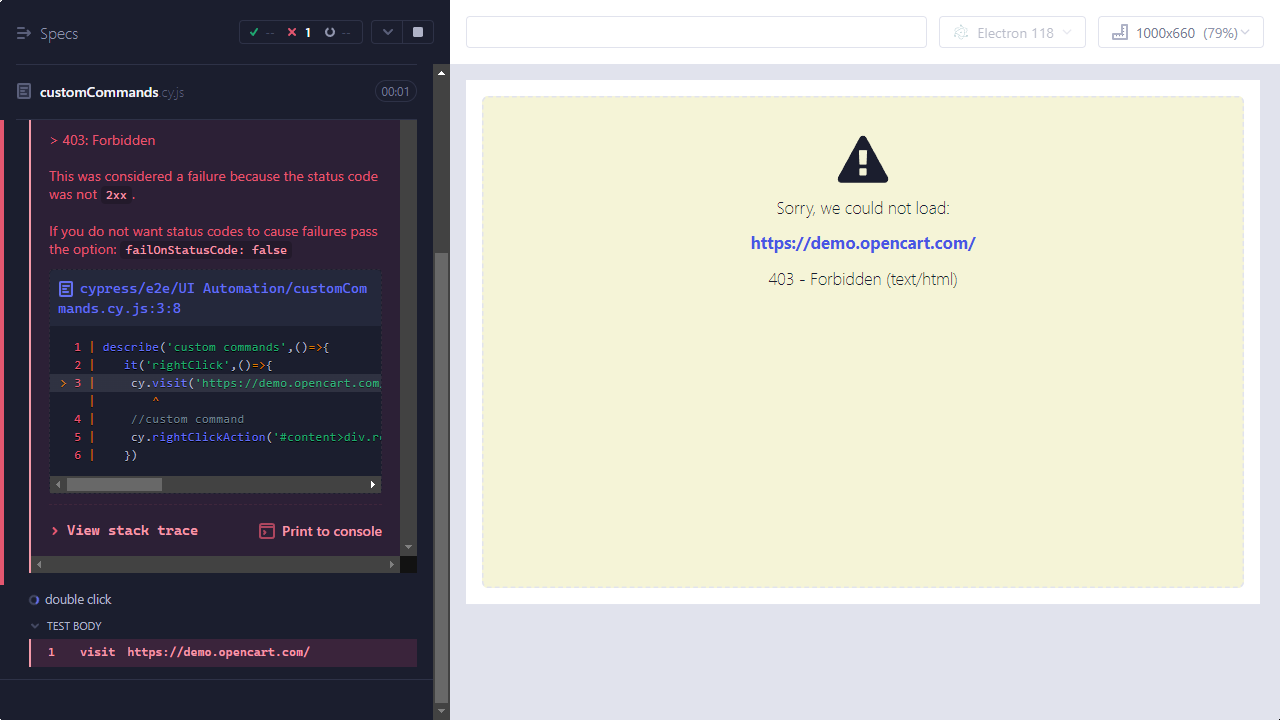 Specs
-- 1 --
customCommands.cy.js 00:01
> 403: Forbidden
This was considered a failure because the status code
was not 2xx .
If you do not want status codes to cause failures pass
the option: failOnStatusCode: false
cypress/e2e/UI Automation/customCom
mands.cy.js:3:8
1 | describe('custom commands',()=>{
2 | it('rightClick',()=>{
> 3 | cy.visit('https://demo.opencart.com
| ^
4 | //custom command
5 | cy.rightClickAction('#content>div.r
6 | })
> View stack trace Print to console
double click
TEST BODY
1 visit https://demo.opencart.com/
Electron 118 1000x660 (79%)
Sorry, we could not load:
https://demo.opencart.com/
403 - Forbidden (text/html)